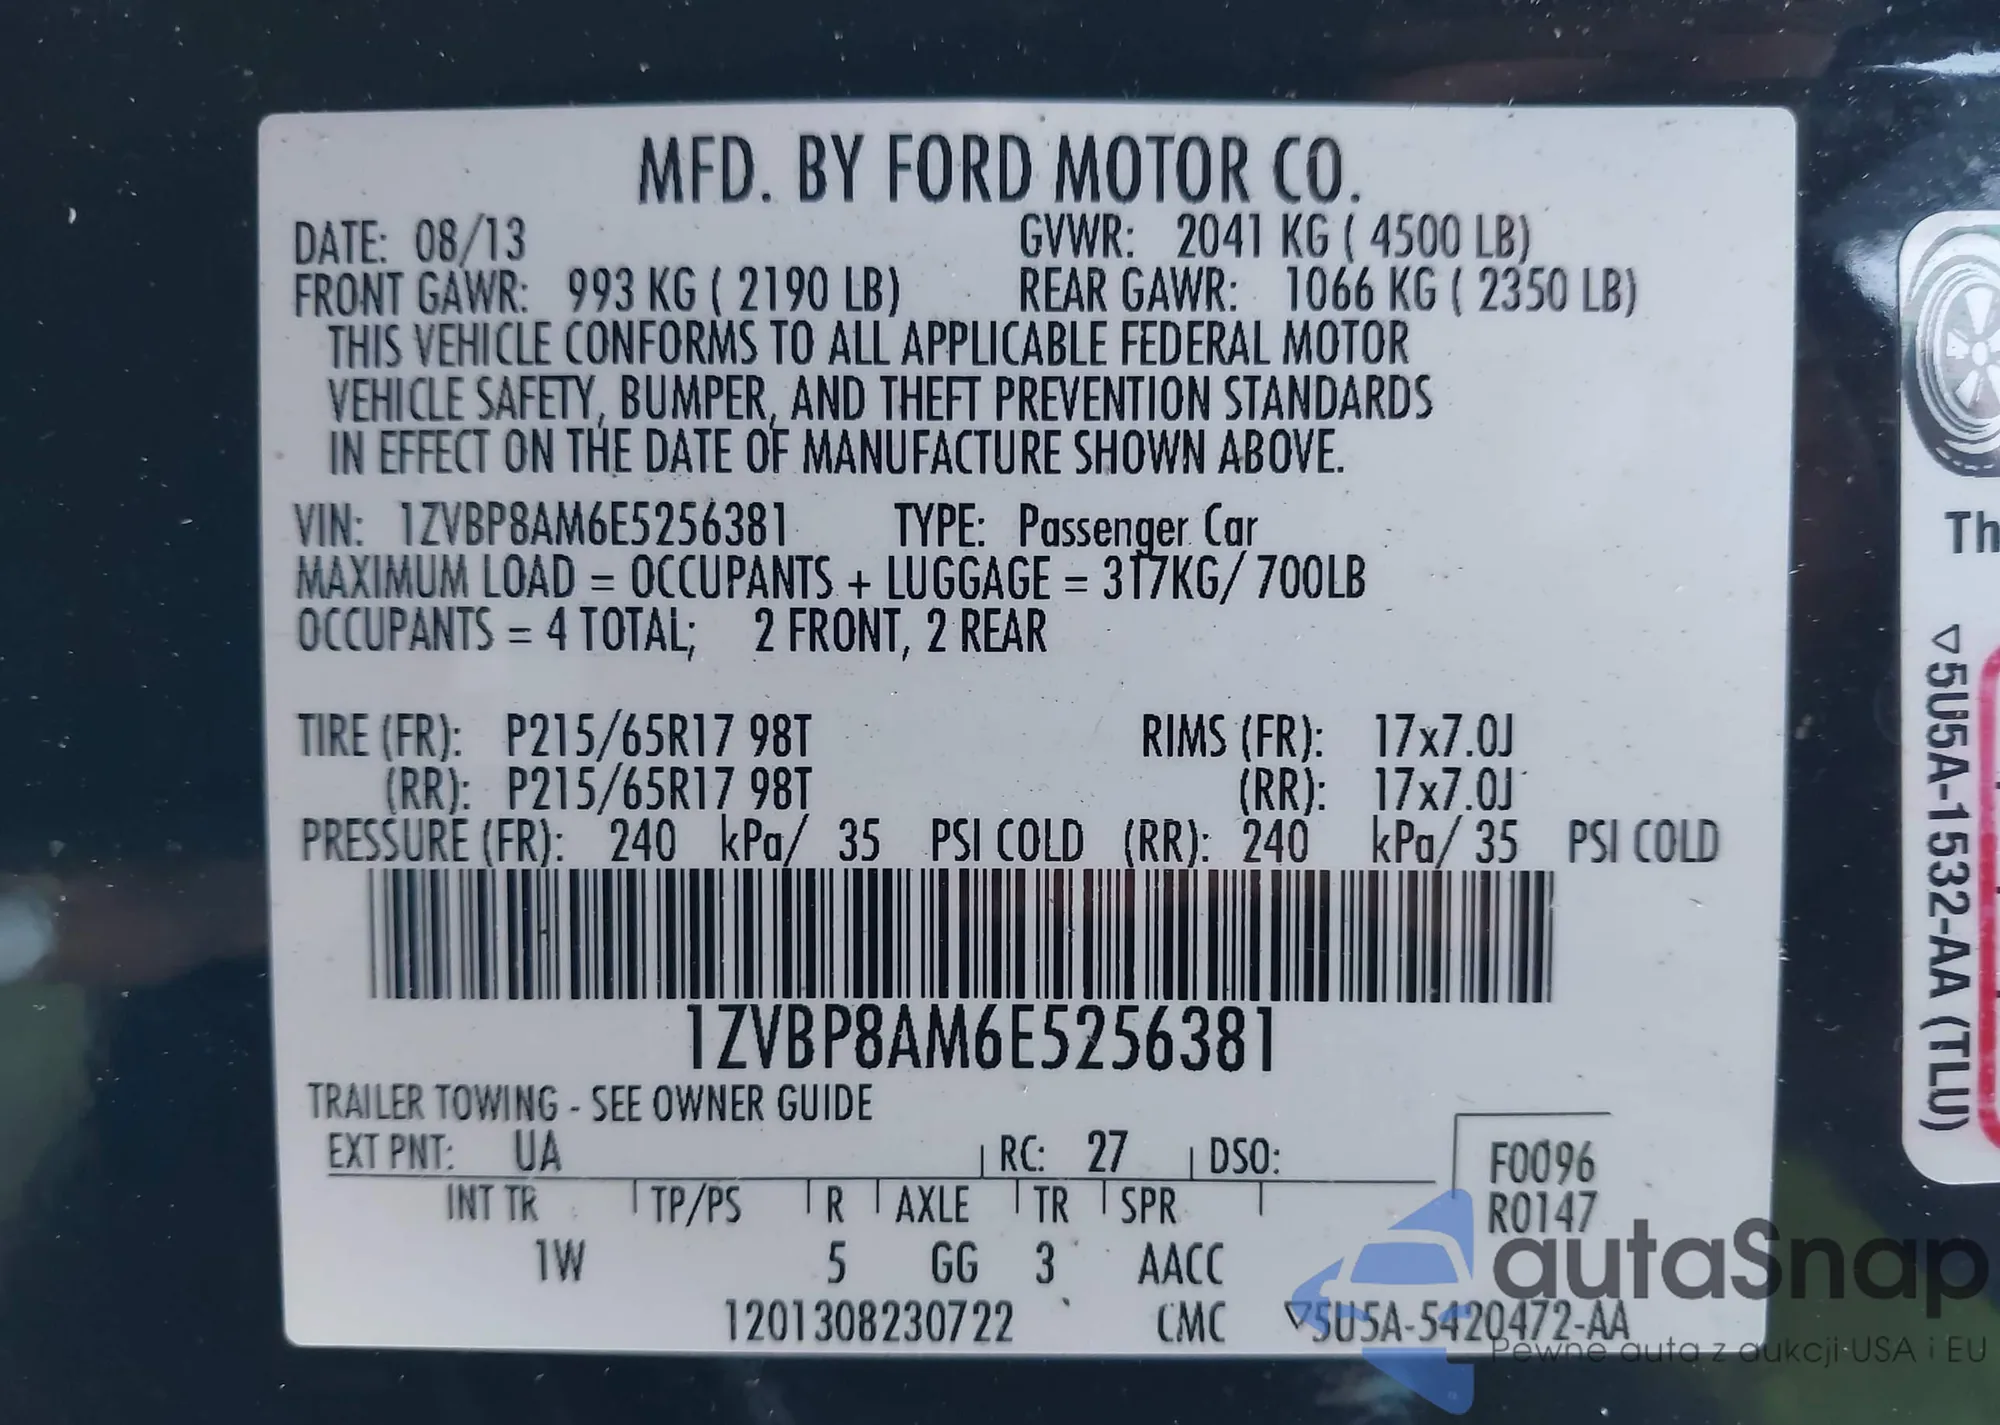 MFD. BY FORD MOTOR CO.
DATE: 08/13 GVWR: 2041 KG ( 4500 LB)
FRONT GAWR: 993 KG ( 2190 LB) REAR GAWR: 1066 KG ( 2350 LB)
THIS VEHICLE CONFORMS TO ALL APPLICABLE FEDERAL MOTOR
VEHICLE SAFETY, BUMPER, AND THEFT PREVENTION STANDARDS
IN EFFECT ON THE DATE OF MANUFACTURE SHOWN ABOVE.
VIN: 1ZVBP8AM6E5256381 TYPE: Passenger Car
MAXIMUM LOAD = OCCUPANTS + LUGGAGE = 317KG/ 700LB
OCCUPANTS = 4 TOTAL; 2 FRONT, 2 REAR
TIRE (FR): P215/65R17 98T RIMS (FR): 17x7.0J
(RR): P215/65R17 98T (RR): 17x7.0J
PRESSURE (FR): 240 kPa/ 35 PSI COLD (RR): 240 kPa/ 35 PSI COLD
1ZVBP8AM6E5256381
TRAILER TOWING - SEE OWNER GUIDE
EXT PNT: UA RC: 27 DSO:
F0096
R0147
INT TR TP/PS R AXLE TR SPR
1W 5 GG 3 AACC
1201308230722 CMC ▽5U5A-5420472-AA
Th
▽5U5A-1532-AA (TLU)
autaSnap
Pewne auta z aukcji USA i EU